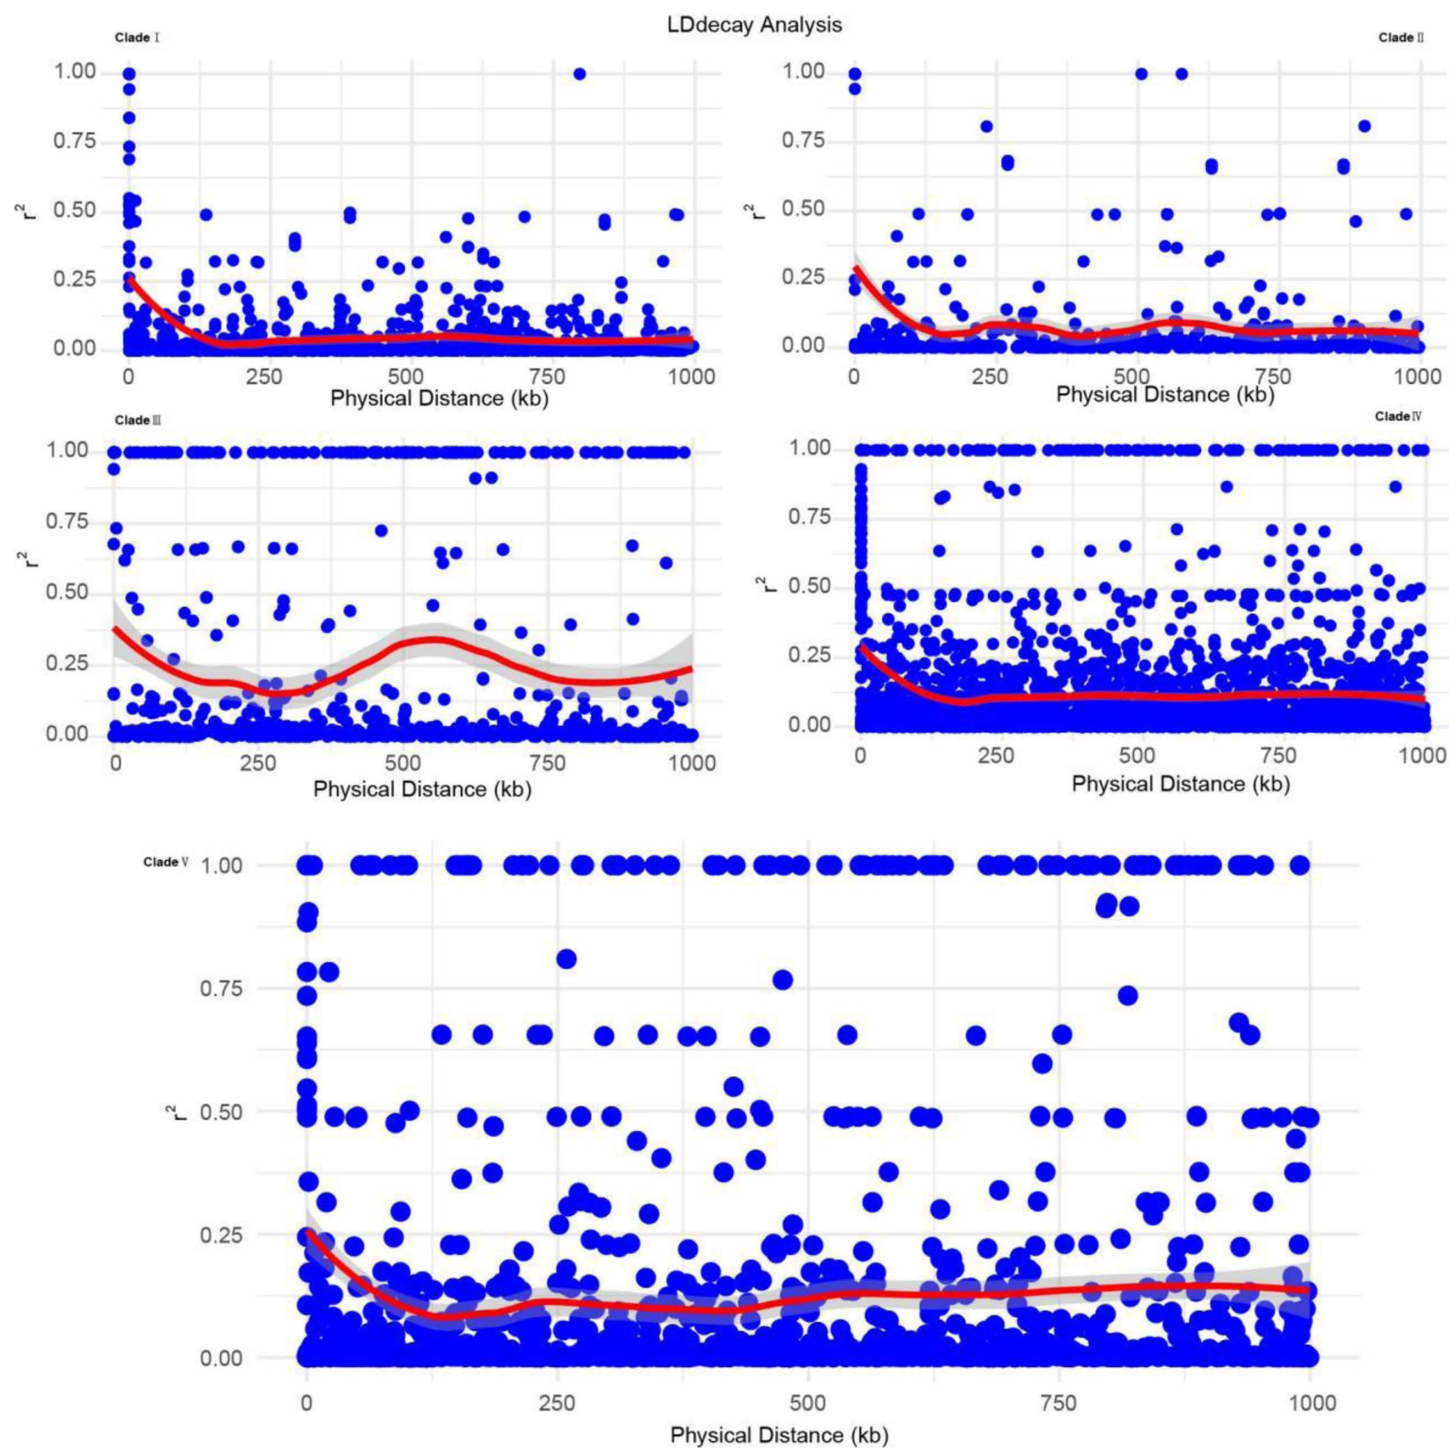 LDdecay Analysis
Clade Ⅰ
1.00
0.75
0.50
0.25
0.00
r²
0 250 500 750 1000
Physical Distance (kb)
Clade Ⅱ
1.00
0.75
0.50
0.25
0.00
r²
0 250 500 750 1000
Physical Distance (kb)
Clade Ⅲ
1.00
0.75
0.50
0.25
0.00
r²
0 250 500 750 1000
Physical Distance (kb)
Clade Ⅳ
1.00
0.75
0.50
0.25
0.00
r²
0 250 500 750 1000
Physical Distance (kb)
Clade Ⅴ
1.00
0.75
0.50
0.25
0.00
r²
0 250 500 750 1000
Physical Distance (kb)